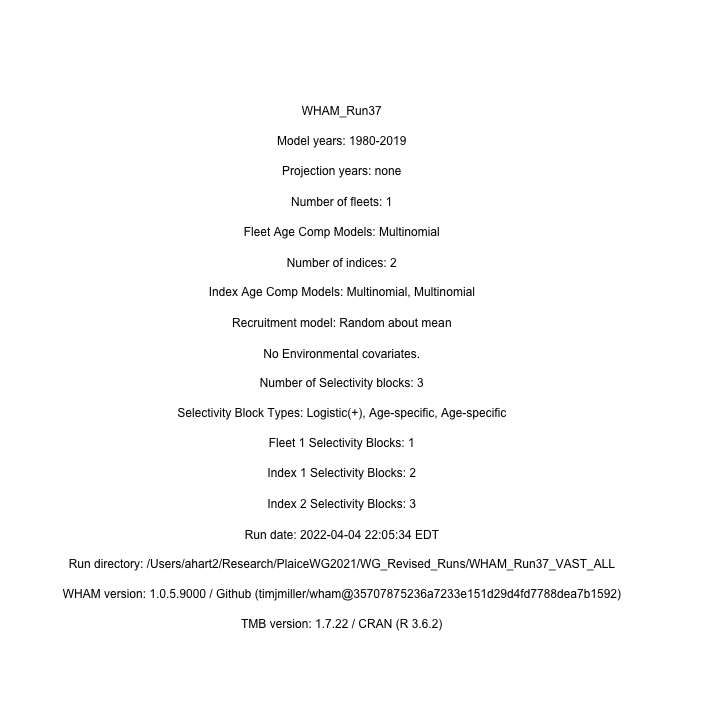 WHAM_Run37
Model years: 1980-2019
Projection years: none
Number of fleets: 1
Fleet Age Comp Models: Multinomial
Number of indices: 2
Index Age Comp Models: Multinomial, Multinomial
Recruitment model: Random about mean
No Environmental covariates.
Number of Selectivity blocks: 3
Selectivity Block Types: Logistic(+), Age-specific, Age-specific
Fleet 1 Selectivity Blocks: 1
Index 1 Selectivity Blocks: 2
Index 2 Selectivity Blocks: 3
Run date: 2022-04-04 22:05:34 EDT
Run directory: /Users/ahart2/Research/PlaiceWG2021/WG_Revised_Runs/WHAM_Run37_VAST_ALL
WHAM version: 1.0.5.9000 / Github (timjmiller/wham@35707875236a7233e151d29d4fd7788dea7b1592)
TMB version: 1.7.22 / CRAN (R 3.6.2)